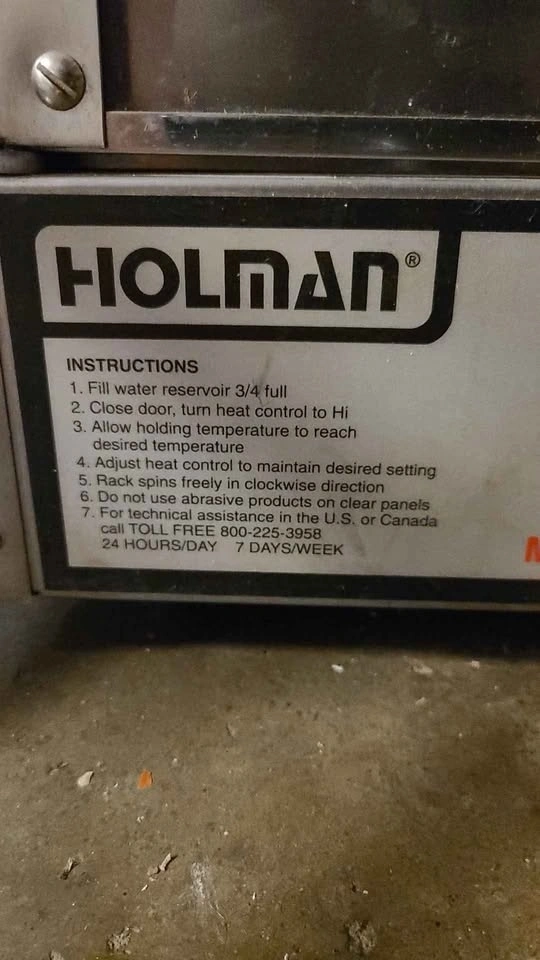 HOLMAN®
INSTRUCTIONS
1. Fill water reservoir 3/4 full
2. Close door, turn heat control to Hi
3. Allow holding temperature to reach
desired temperature
4. Adjust heat control to maintain desired setting
5. Rack spins freely in clockwise direction
6. Do not use abrasive products on clear panels
7. For technical assistance in the U.S. or Canada
call TOLL FREE 800-225-3958
24 HOURS/DAY 7 DAYS/WEEK